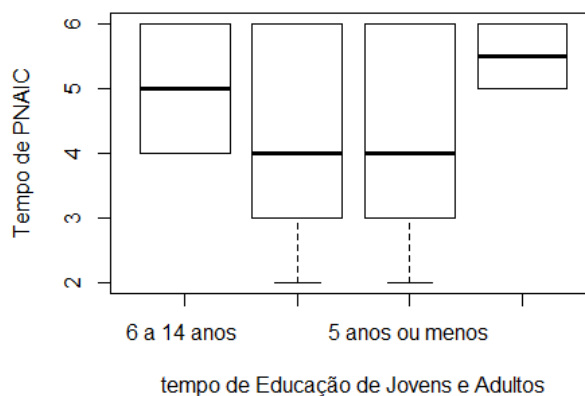 Tempo de PNAIC
6
5
4
3
2
6 a 14 anos
5 anos ou menos
tempo de Educação de Jovens e Adultos